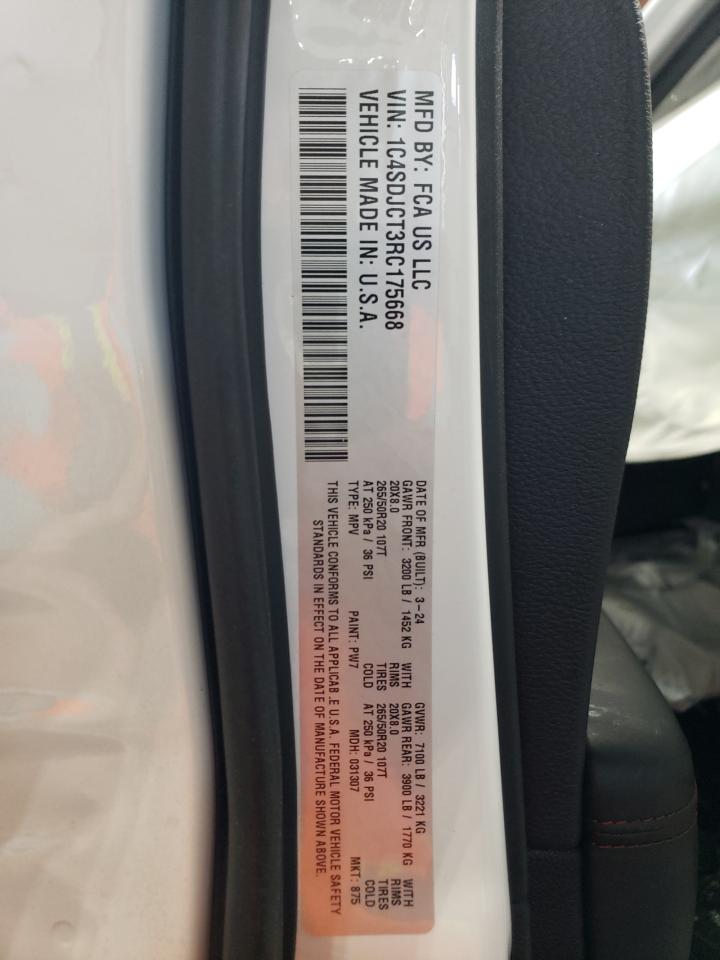 MFD BY: FCA US LLC
VIN: 1C4SDJCT3RC175668
VEHICLE MADE IN: U.S.A.
DATE OF MFR (BUILT): 3-24 GVWR: 7100 LB / 3221 KG
GAWR FRONT: 3200 LB / 1452 KG WITH GAWR REAR: 3900 LB / 1770 KG WITH
20X8.0 RIMS 20X8.0 RIMS
265/50R20 107T TIRES 265/50R20 107T TIRES
AT 250 kPa / 36 PSI COLD AT 250 kPa / 36 PSI COLD
TYPE: MPV PAINT: PW7 MDH: 031307 MKT: 875
THIS VEHICLE CONFORMS TO ALL APPLICAB.E U.S.A. FEDERAL MOTOR VEHICLE SAFETY
STANDARDS IN EFFECT ON THE DATE OF MANUFACTURE SHOWN ABOVE.